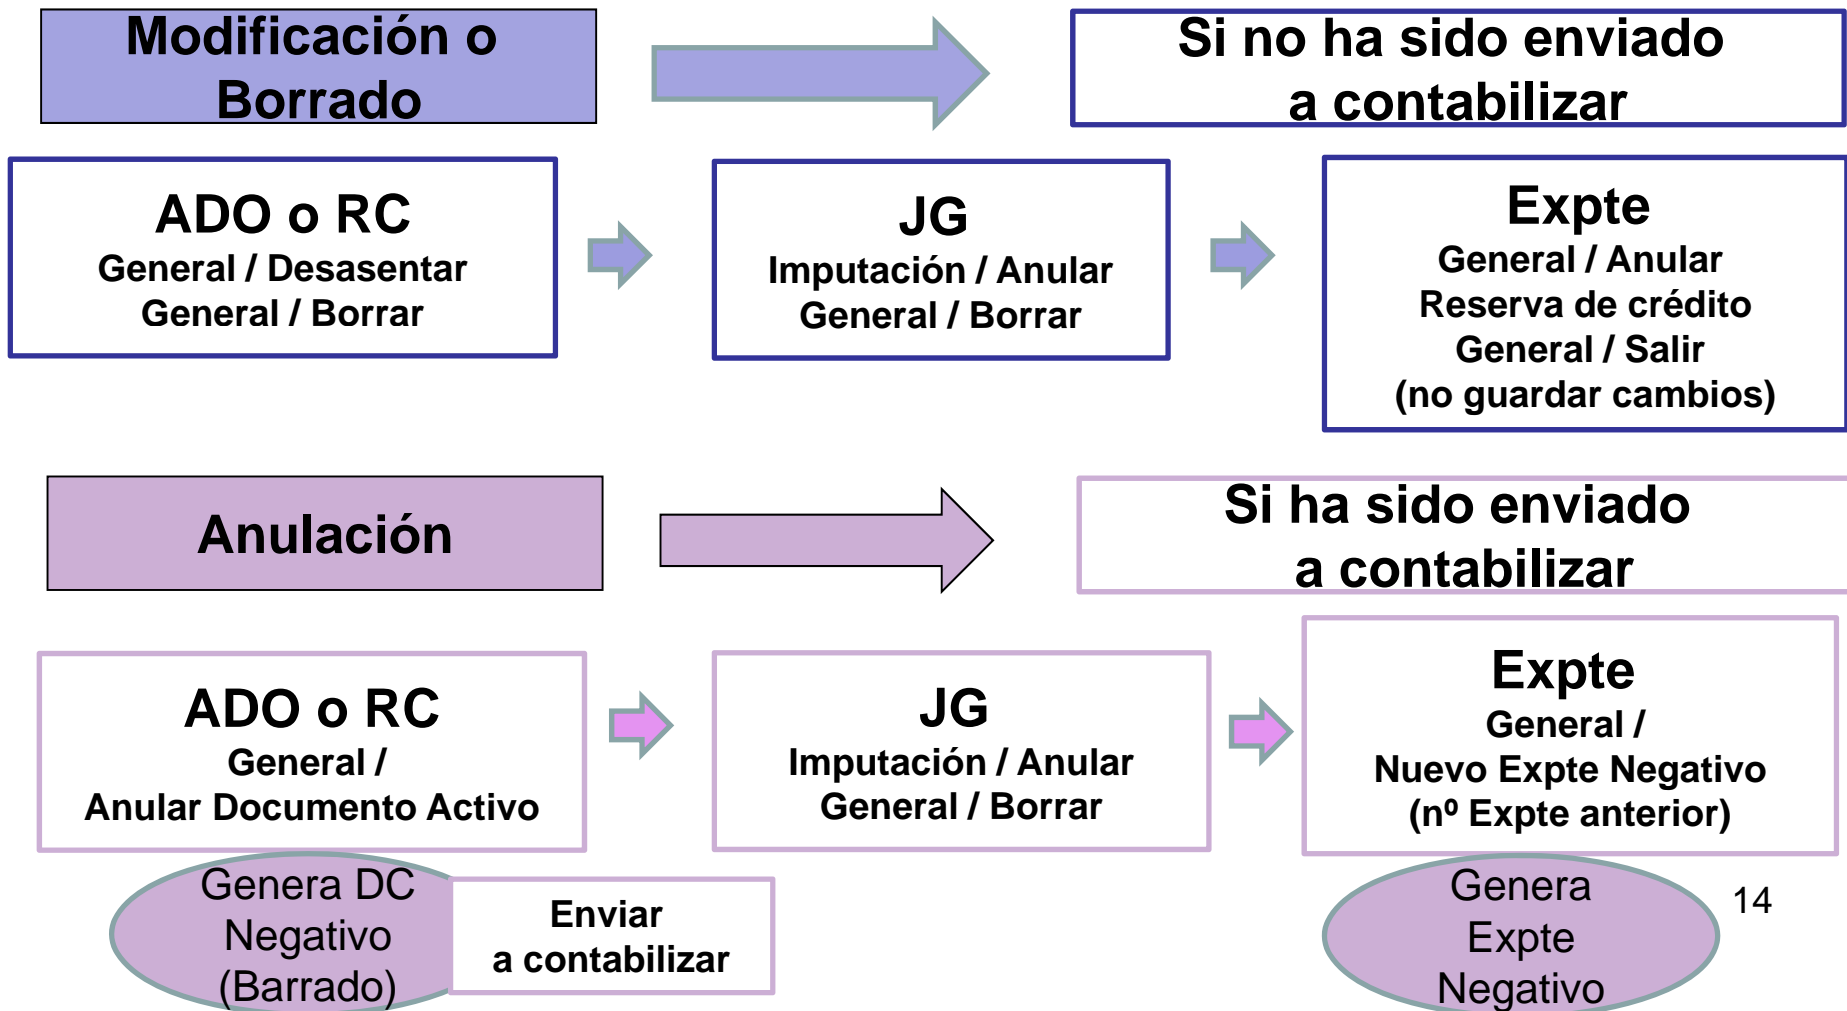 Modificación o
Borrado
Si no ha sido enviado
a contabilizar
ADO o RC
General / Desasentar
General / Borrar
JG
Imputación / Anular
General / Borrar
Expte
General / Anular
Reserva de crédito
General / Salir
(no guardar cambios)
Anulación
Si ha sido enviado
a contabilizar
ADO o RC
General /
Anular Documento Activo
JG
Imputación / Anular
General / Borrar
Expte
General /
Nuevo Expte Negativo
(nº Expte anterior)
Genera DC
Negativo
(Barrado)
Enviar
a contabilizar
Genera
Expte
Negativo
14